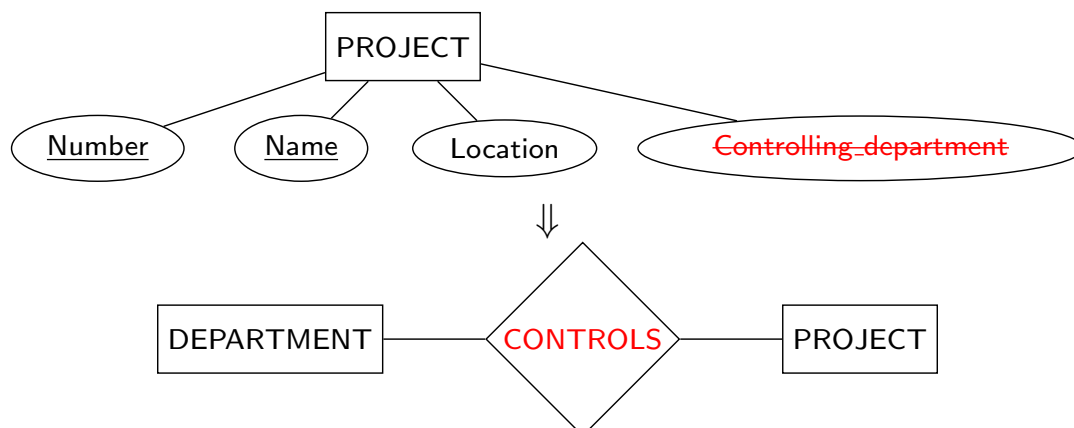 PROJECT
Number Name Location Controlling_department
⇓
DEPARTMENT CONTROLS PROJECT